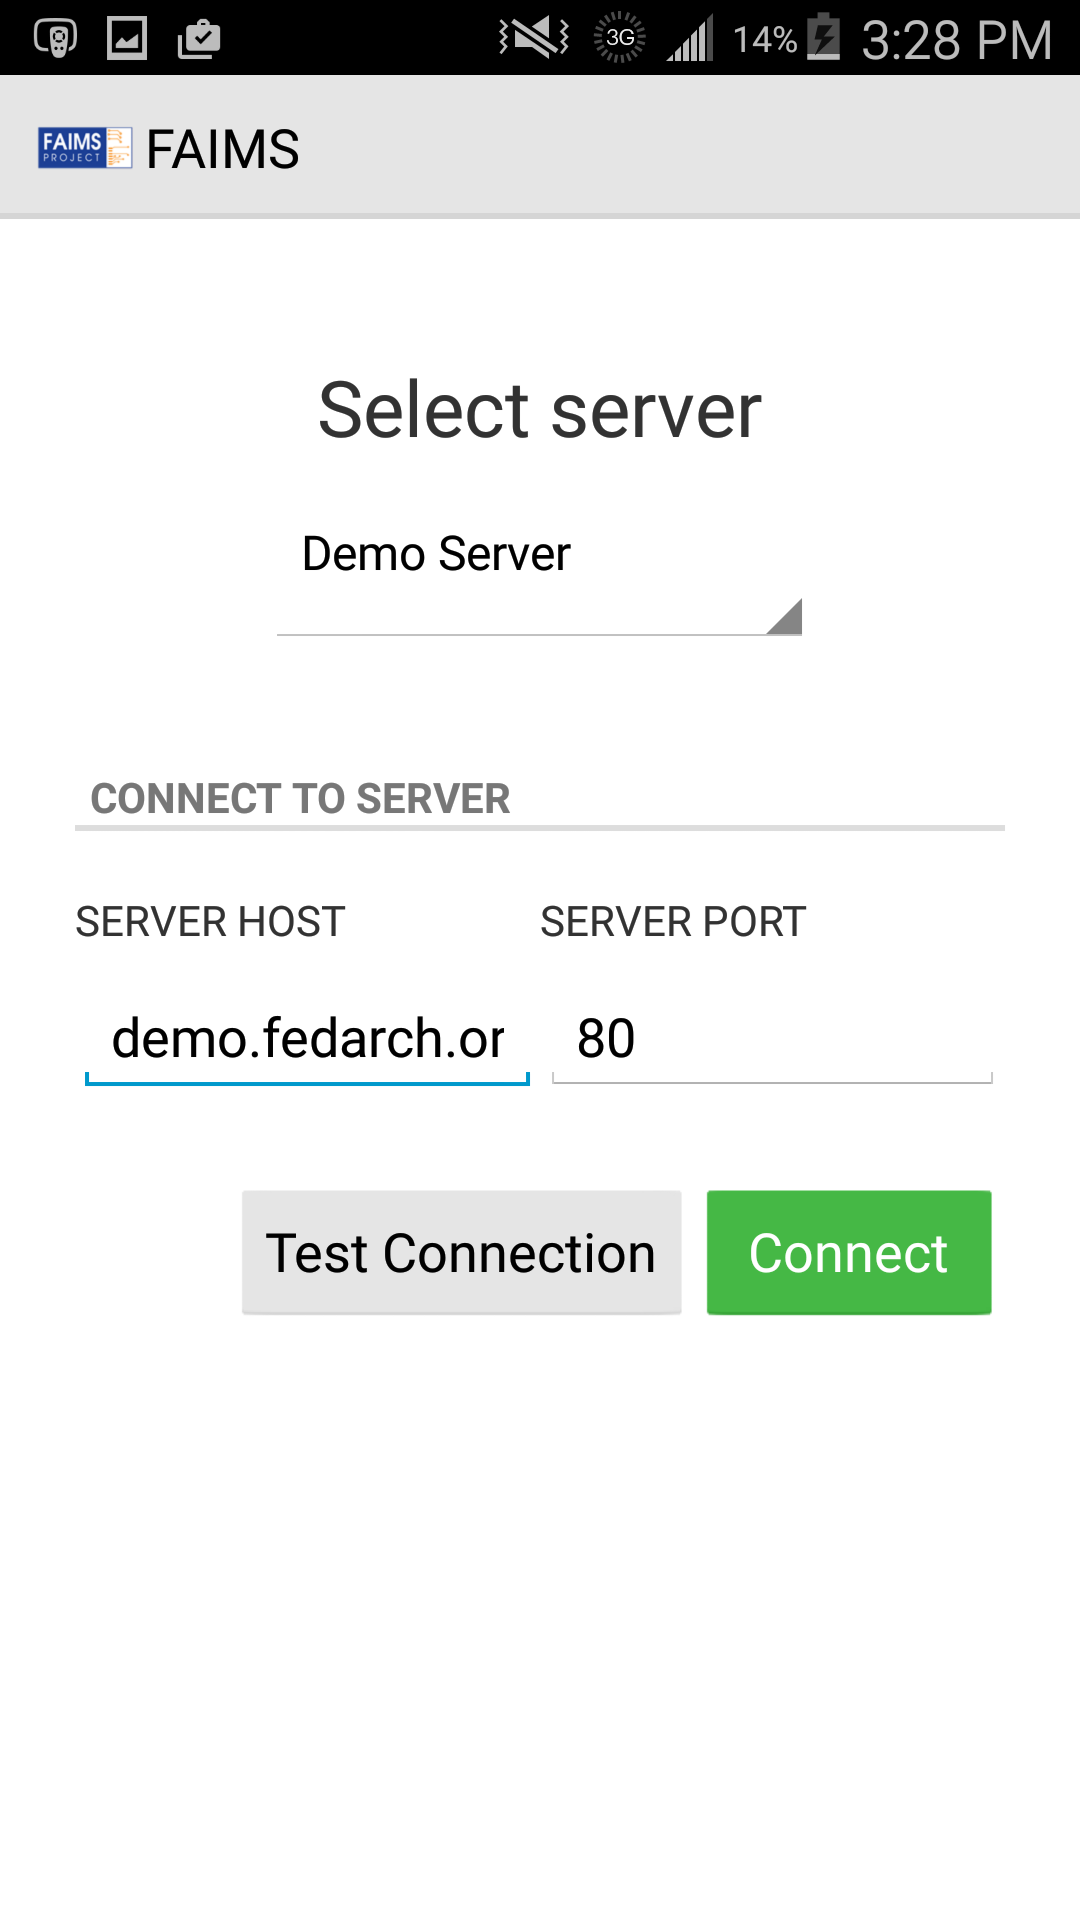 3G 14% 3:28 PM
FAIMS PROJECT FAIMS
Select server
Demo Server
CONNECT TO SERVER
SERVER HOST SERVER PORT
demo.fedarch.or 80
Test Connection Connect